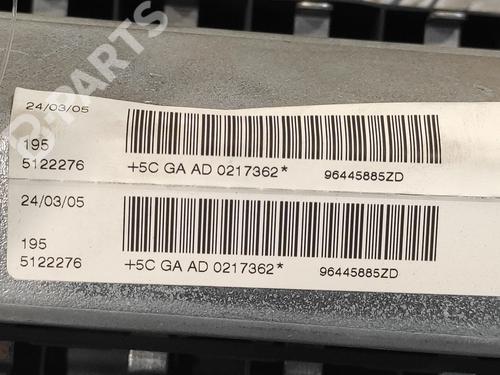 B-PARTS
24/03/05
195
5122276
+5C GA AD 0217362*
96445885ZD
24/03/05
195
5122276
+5C GA AD 0217362*
96445885ZD